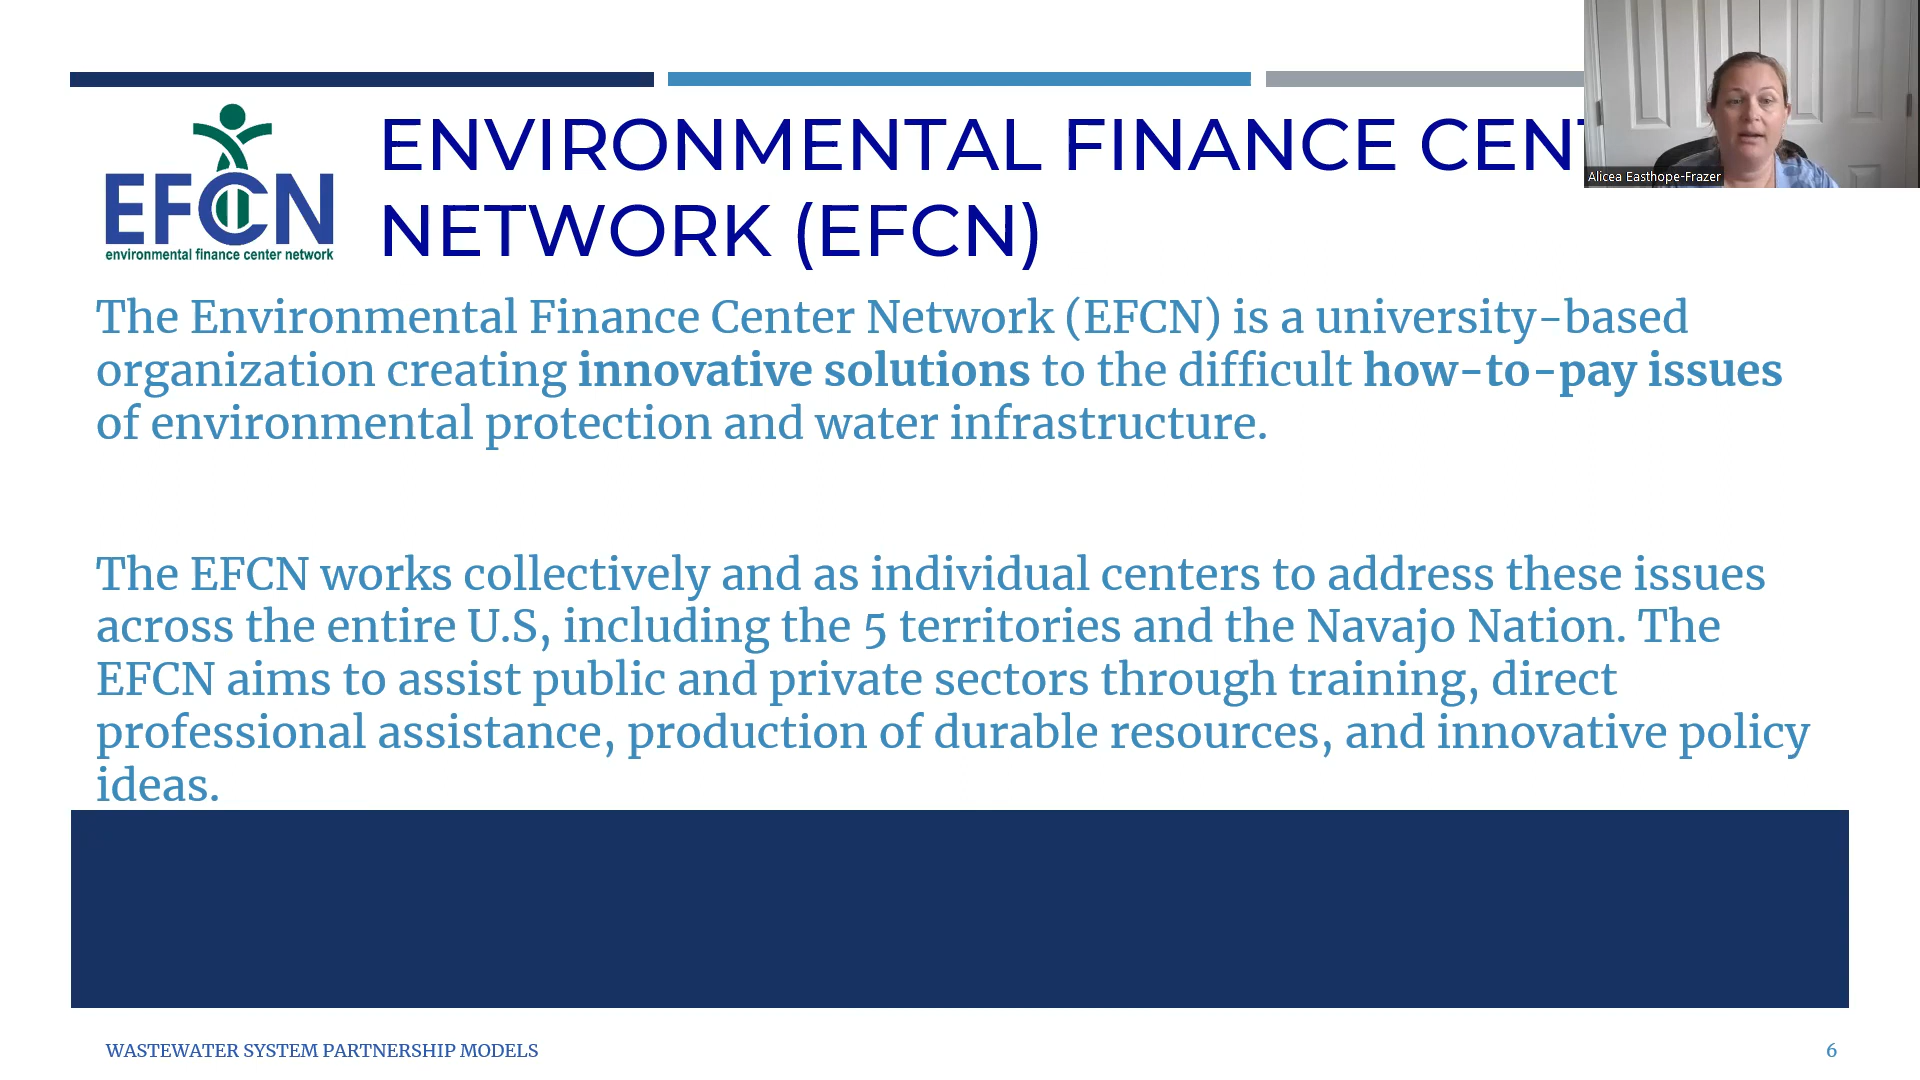 ENVIRONMENTAL FINANCE CENT
NETWORK (EFCN)
Alicea Easthope-Frazer
EFCN
environmental finance center network
The Environmental Finance Center Network (EFCN) is a university-based
organization creating innovative solutions to the difficult how-to-pay issues
of environmental protection and water infrastructure.
The EFCN works collectively and as individual centers to address these issues
across the entire U.S, including the 5 territories and the Navajo Nation. The
EFCN aims to assist public and private sectors through training, direct
professional assistance, production of durable resources, and innovative policy
ideas.
WASTEWATER SYSTEM PARTNERSHIP MODELS
6